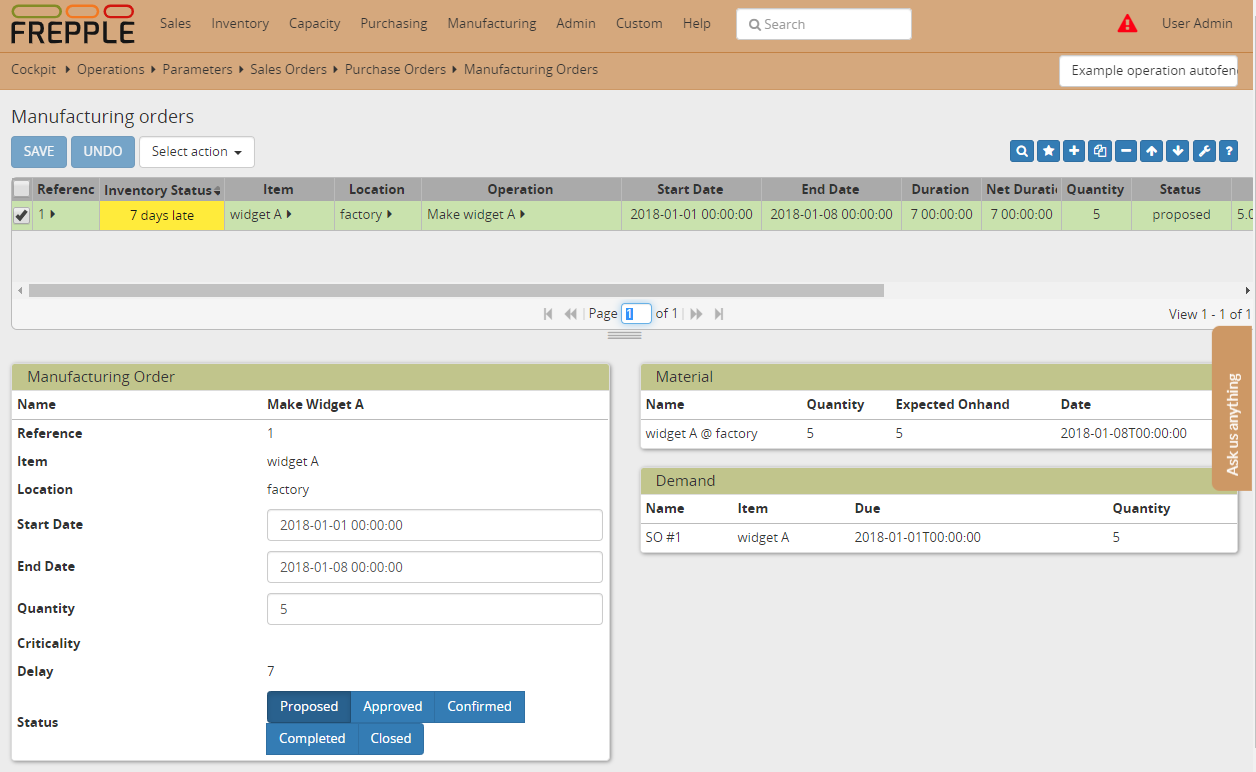 FREPPLE Sales Inventory Capacity Purchasing Manufacturing Admin Custom Help Search User Admin
Cockpit Operations Parameters Sales Orders Purchase Orders Manufacturing Orders Example operation autofen
Manufacturing orders
SAVE UNDO Select action
Referenc Inventory Status Item Location Operation Start Date End Date Duration Net Duratio Quantity Status
1 7 days late widget A factory Make widget A 2018-01-01 00:00:00 2018-01-08 00:00:00 7 00:00:00 7 00:00:00 5 proposed 5.0
Page 1 of 1 View 1 - 1 of 1
Ask us anything
Manufacturing Order
Name Make Widget A
Reference 1
Item widget A
Location factory
Start Date 2018-01-01 00:00:00
End Date 2018-01-08 00:00:00
Quantity 5
Criticality
Delay 7
Status Proposed Approved Confirmed
Completed Closed
Material
Name Quantity Expected Onhand Date
widget A @ factory 5 5 2018-01-08T00:00:00
Demand
Name Item Due Quantity
SO #1 widget A 2018-01-01T00:00:00 5